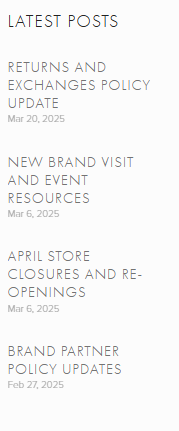 LATEST POSTS
RETURNS AND
EXCHANGES POLICY
UPDATE
Mar 20, 2025
NEW BRAND VISIT
AND EVENT
RESOURCES
Mar 6, 2025
APRIL STORE
CLOSURES AND RE-
OPENINGS
Mar 6, 2025
BRAND PARTNER
POLICY UPDATES
Feb 27, 2025